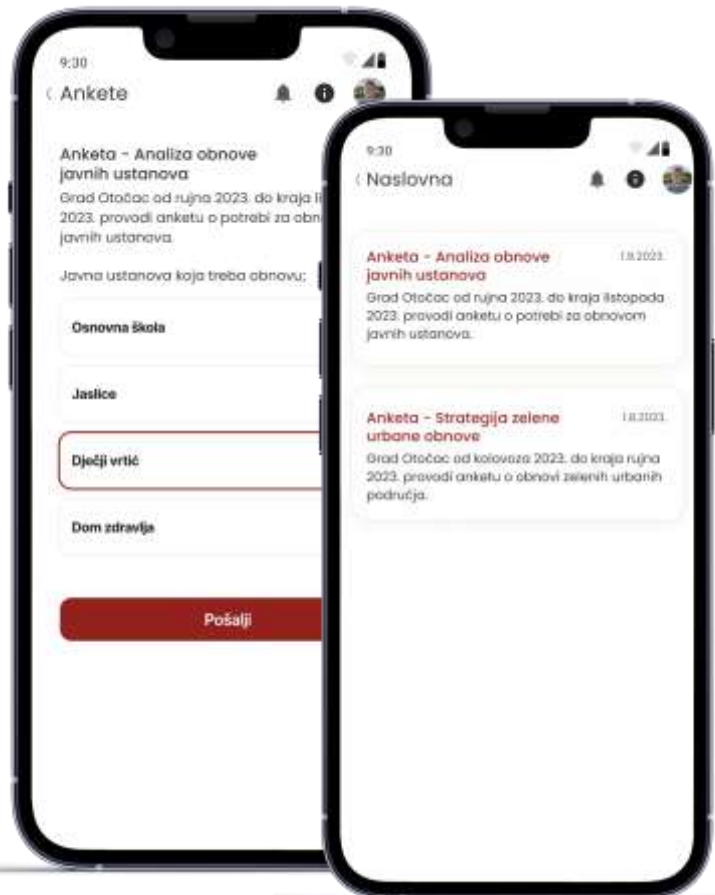 9:30
Ankete
Anketa - Analiza obnove
javnih ustanova
Grad Otočac od rujna 2023. do kraja
2023. provodi anketu o potrebi za
javnih ustanova.
Javna ustanova koja treba obnovu:
Osnovna škola
Jaslice
Dječji vrtić
Dom zdravlja
Pošalji
9:30
Naslovna
Anketa - Analiza obnove
javnih ustanova
1.8.2023.
Grad Otočac od rujna 2023. do kraja listopada
2023. provodi anketu o potrebi za obnovom
javnih ustanova.
Anketa - Strategija zelene
urbane obnove
1.8.2023.
Grad Otočac od kolovoza 2023. do kraja rujna
2023. provodi anketu o obnovi zelenih urbanih
područja.